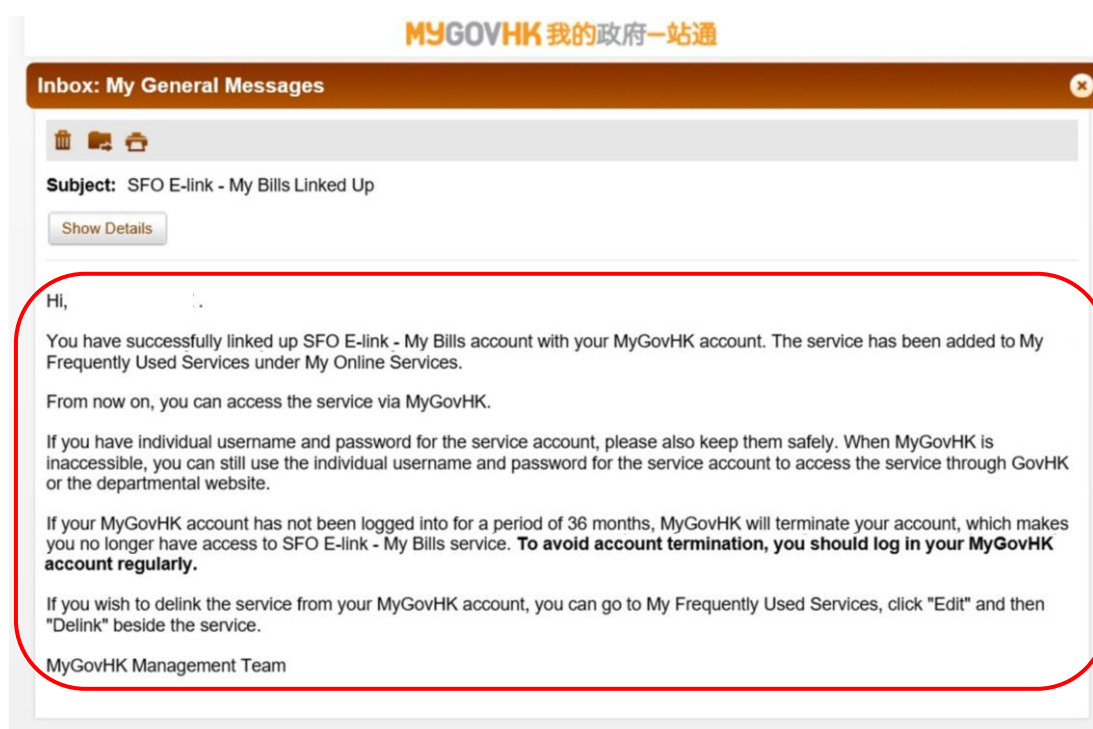 MYGOVHK 我的政府一站通
Inbox: My General Messages
Subject: SFO E-link - My Bills Linked Up
Show Details
Hi, .
You have successfully linked up SFO E-link - My Bills account with your MyGovHK account. The service has been added to My
Frequently Used Services under My Online Services.
From now on, you can access the service via MyGovHK.
If you have individual username and password for the service account, please also keep them safely. When MyGovHK is
inaccessible, you can still use the individual username and password for the service account to access the service through GovHK
or the departmental website.
If your MyGovHK account has not been logged into for a period of 36 months, MyGovHK will terminate your account, which makes
you no longer have access to SFO E-link - My Bills service. To avoid account termination, you should log in your MyGovHK
account regularly.
If you wish to delink the service from your MyGovHK account, you can go to My Frequently Used Services, click "Edit" and then
"Delink" beside the service.
MyGovHK Management Team